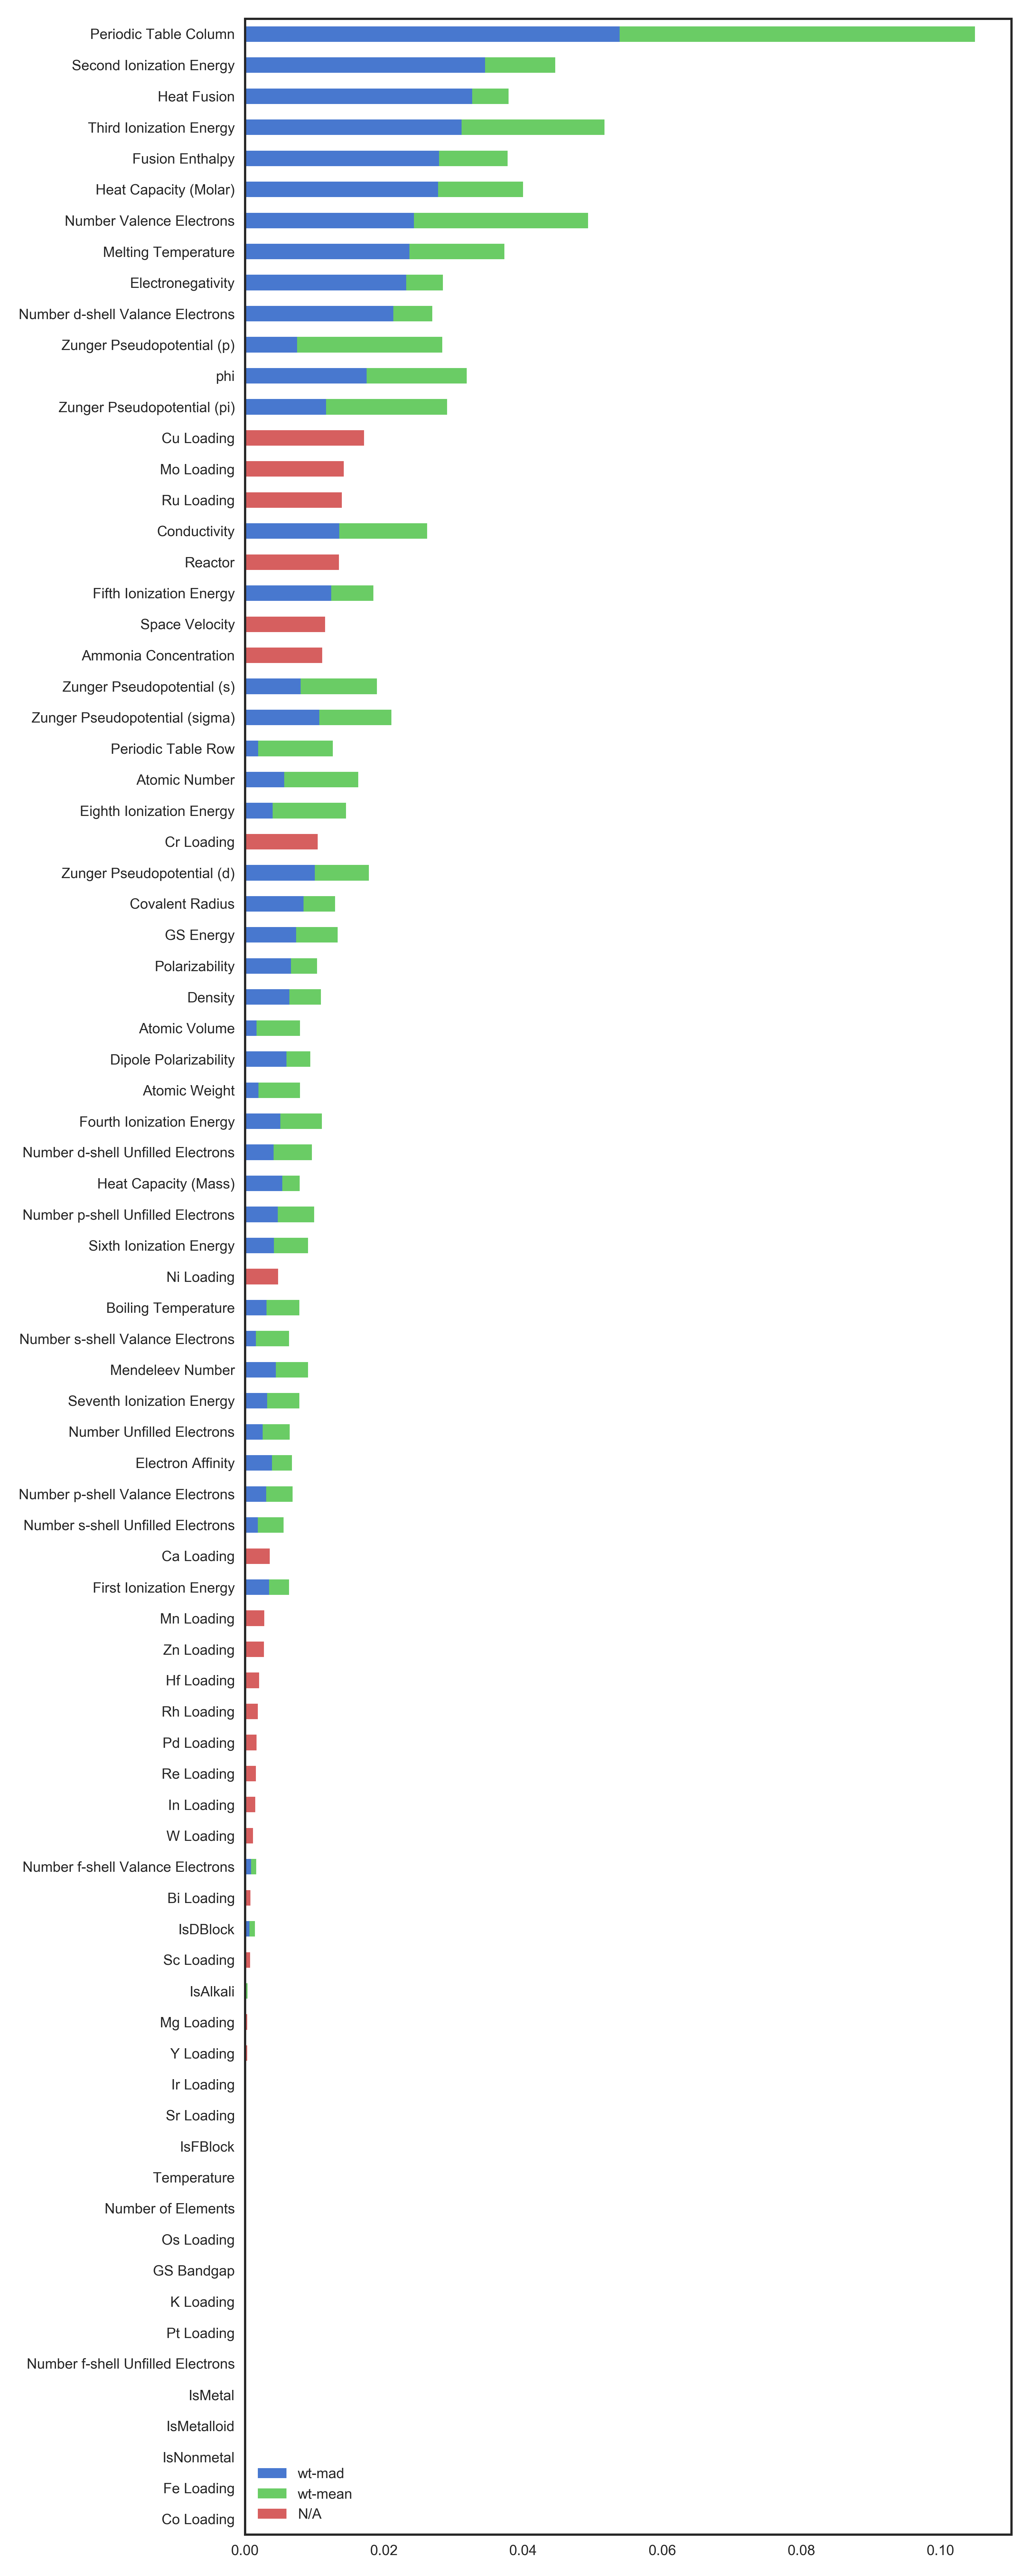 Periodic Table Column
Second Ionization Energy
Heat Fusion
Third Ionization Energy
Fusion Enthalpy
Heat Capacity (Molar)
Number Valence Electrons
Melting Temperature
Electronegativity
Number d-shell Valance Electrons
Zunger Pseudopotential (p)
phi
Zunger Pseudopotential (pi)
Cu Loading
Mo Loading
Ru Loading
Conductivity
Reactor
Fifth Ionization Energy
Space Velocity
Ammonia Concentration
Zunger Pseudopotential (s)
Zunger Pseudopotential (sigma)
Periodic Table Row
Atomic Number
Eighth Ionization Energy
Cr Loading
Zunger Pseudopotential (d)
Covalent Radius
GS Energy
Polarizability
Density
Atomic Volume
Dipole Polarizability
Atomic Weight
Fourth Ionization Energy
Number d-shell Unfilled Electrons
Heat Capacity (Mass)
Number p-shell Unfilled Electrons
Sixth Ionization Energy
Ni Loading
Boiling Temperature
Number s-shell Valance Electrons
Mendeleev Number
Seventh Ionization Energy
Number Unfilled Electrons
Electron Affinity
Number p-shell Valance Electrons
Number s-shell Unfilled Electrons
Ca Loading
First Ionization Energy
Mn Loading
Zn Loading
Hf Loading
Rh Loading
Pd Loading
Re Loading
In Loading
W Loading
Number f-shell Valance Electrons
Bi Loading
IsDBlock
Sc Loading
IsAlkali
Mg Loading
Y Loading
Ir Loading
Sr Loading
IsFBlock
Temperature
Number of Elements
Os Loading
GS Bandgap
K Loading
Pt Loading
Number f-shell Unfilled Electrons
IsMetal
IsMetalloid
IsNonmetal
Fe Loading
Co Loading
wt-mad
wt-mean
N/A
0.00 0.02 0.04 0.06 0.08 0.10